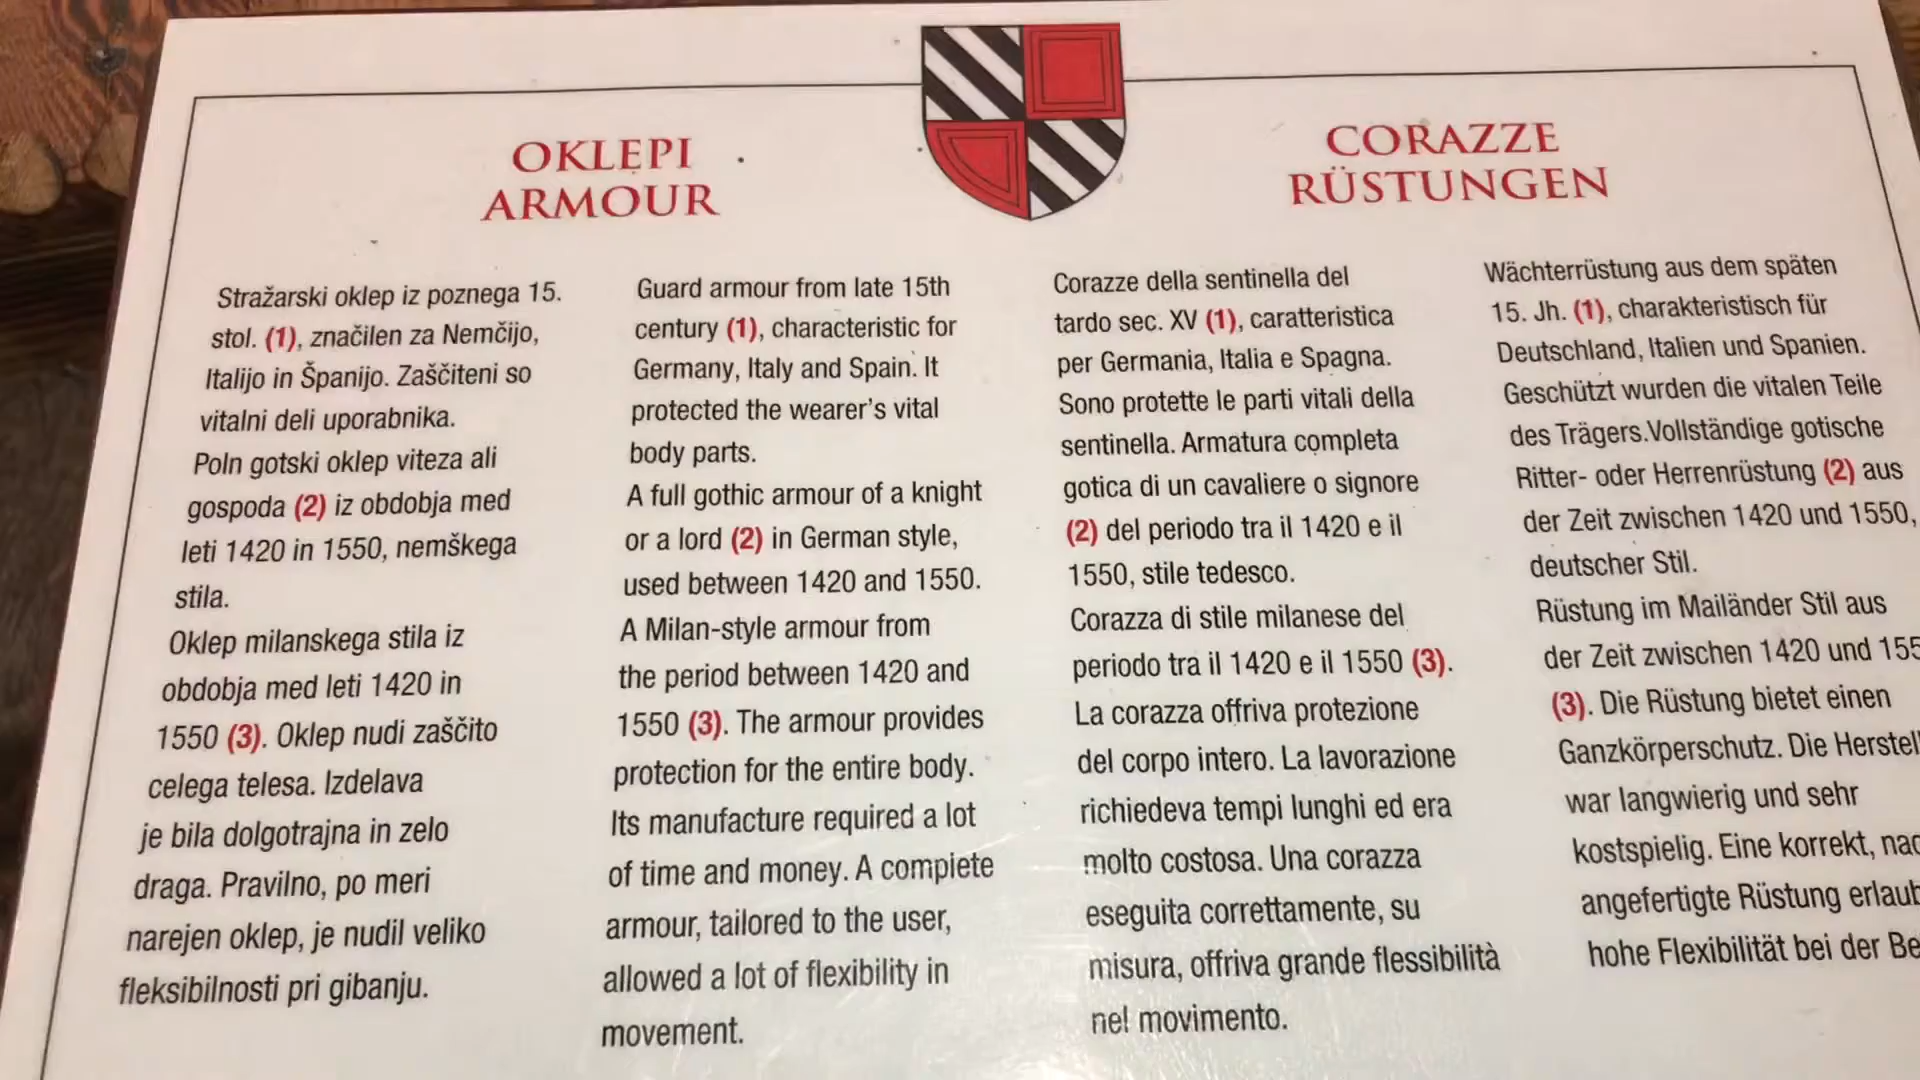 OKLEPI
ARMOUR
CORAZZE
RÜSTUNGEN
Stražarski oklep iz poznega 15.
stol. (1), značilen za Nemčijo,
Italijo in Španijo. Zaščiteni so
vitalni deli uporabnika.
Poln gotski oklep viteza ali
gospoda (2) iz obdobja med
leti 1420 in 1550, nemškega
stila.
Oklep milanskega stila iz
obdobja med leti 1420 in
1550 (3). Oklep nudi zaščito
celega telesa. Izdelava
je bila dolgotrajna in zelo
draga. Pravilno, po meri
narejen oklep, je nudil veliko
fleksibilnosti pri gibanju.
Guard armour from late 15th
century (1), characteristic for
Germany, Italy and Spain. It
protected the wearer's vital
body parts.
A full gothic armour of a knight
or a lord (2) in German style,
used between 1420 and 1550.
A Milan-style armour from
the period between 1420 and
1550 (3). The armour provides
protection for the entire body.
Its manufacture required a lot
of time and money. A complete
armour, tailored to the user,
allowed a lot of flexibility in
movement.
Corazze della sentinella del
tardo sec. XV (1), caratteristica
per Germania, Italia e Spagna.
Sono protette le parti vitali della
sentinella. Armatura completa
gotica di un cavaliere o signore
(2) del periodo tra il 1420 e il
1550, stile tedesco.
Corazza di stile milanese del
periodo tra il 1420 e il 1550 (3).
La corazza offriva protezione
del corpo intero. La lavorazione
richiedeva tempi lunghi ed era
molto costosa. Una corazza
eseguita correttamente, su
misura, offriva grande flessibilità
nel movimento.
Wächterrüstung aus dem späten
15. Jh. (1), charakteristisch für
Deutschland, Italien und Spanien.
Geschützt wurden die vitalen Teile
des Trägers.Vollständige gotische
Ritter- oder Herrenrüstung (2) aus
der Zeit zwischen 1420 und 1550,
deutscher Stil.
Rüstung im Mailänder Stil aus
der Zeit zwischen 1420 und 155
(3). Die Rüstung bietet einen
Ganzkörperschutz. Die Herstel
war langwierig und sehr
kostspielig. Eine korrekt, nac
angefertigte Rüstung erlaub
hohe Flexibilität bei der Be